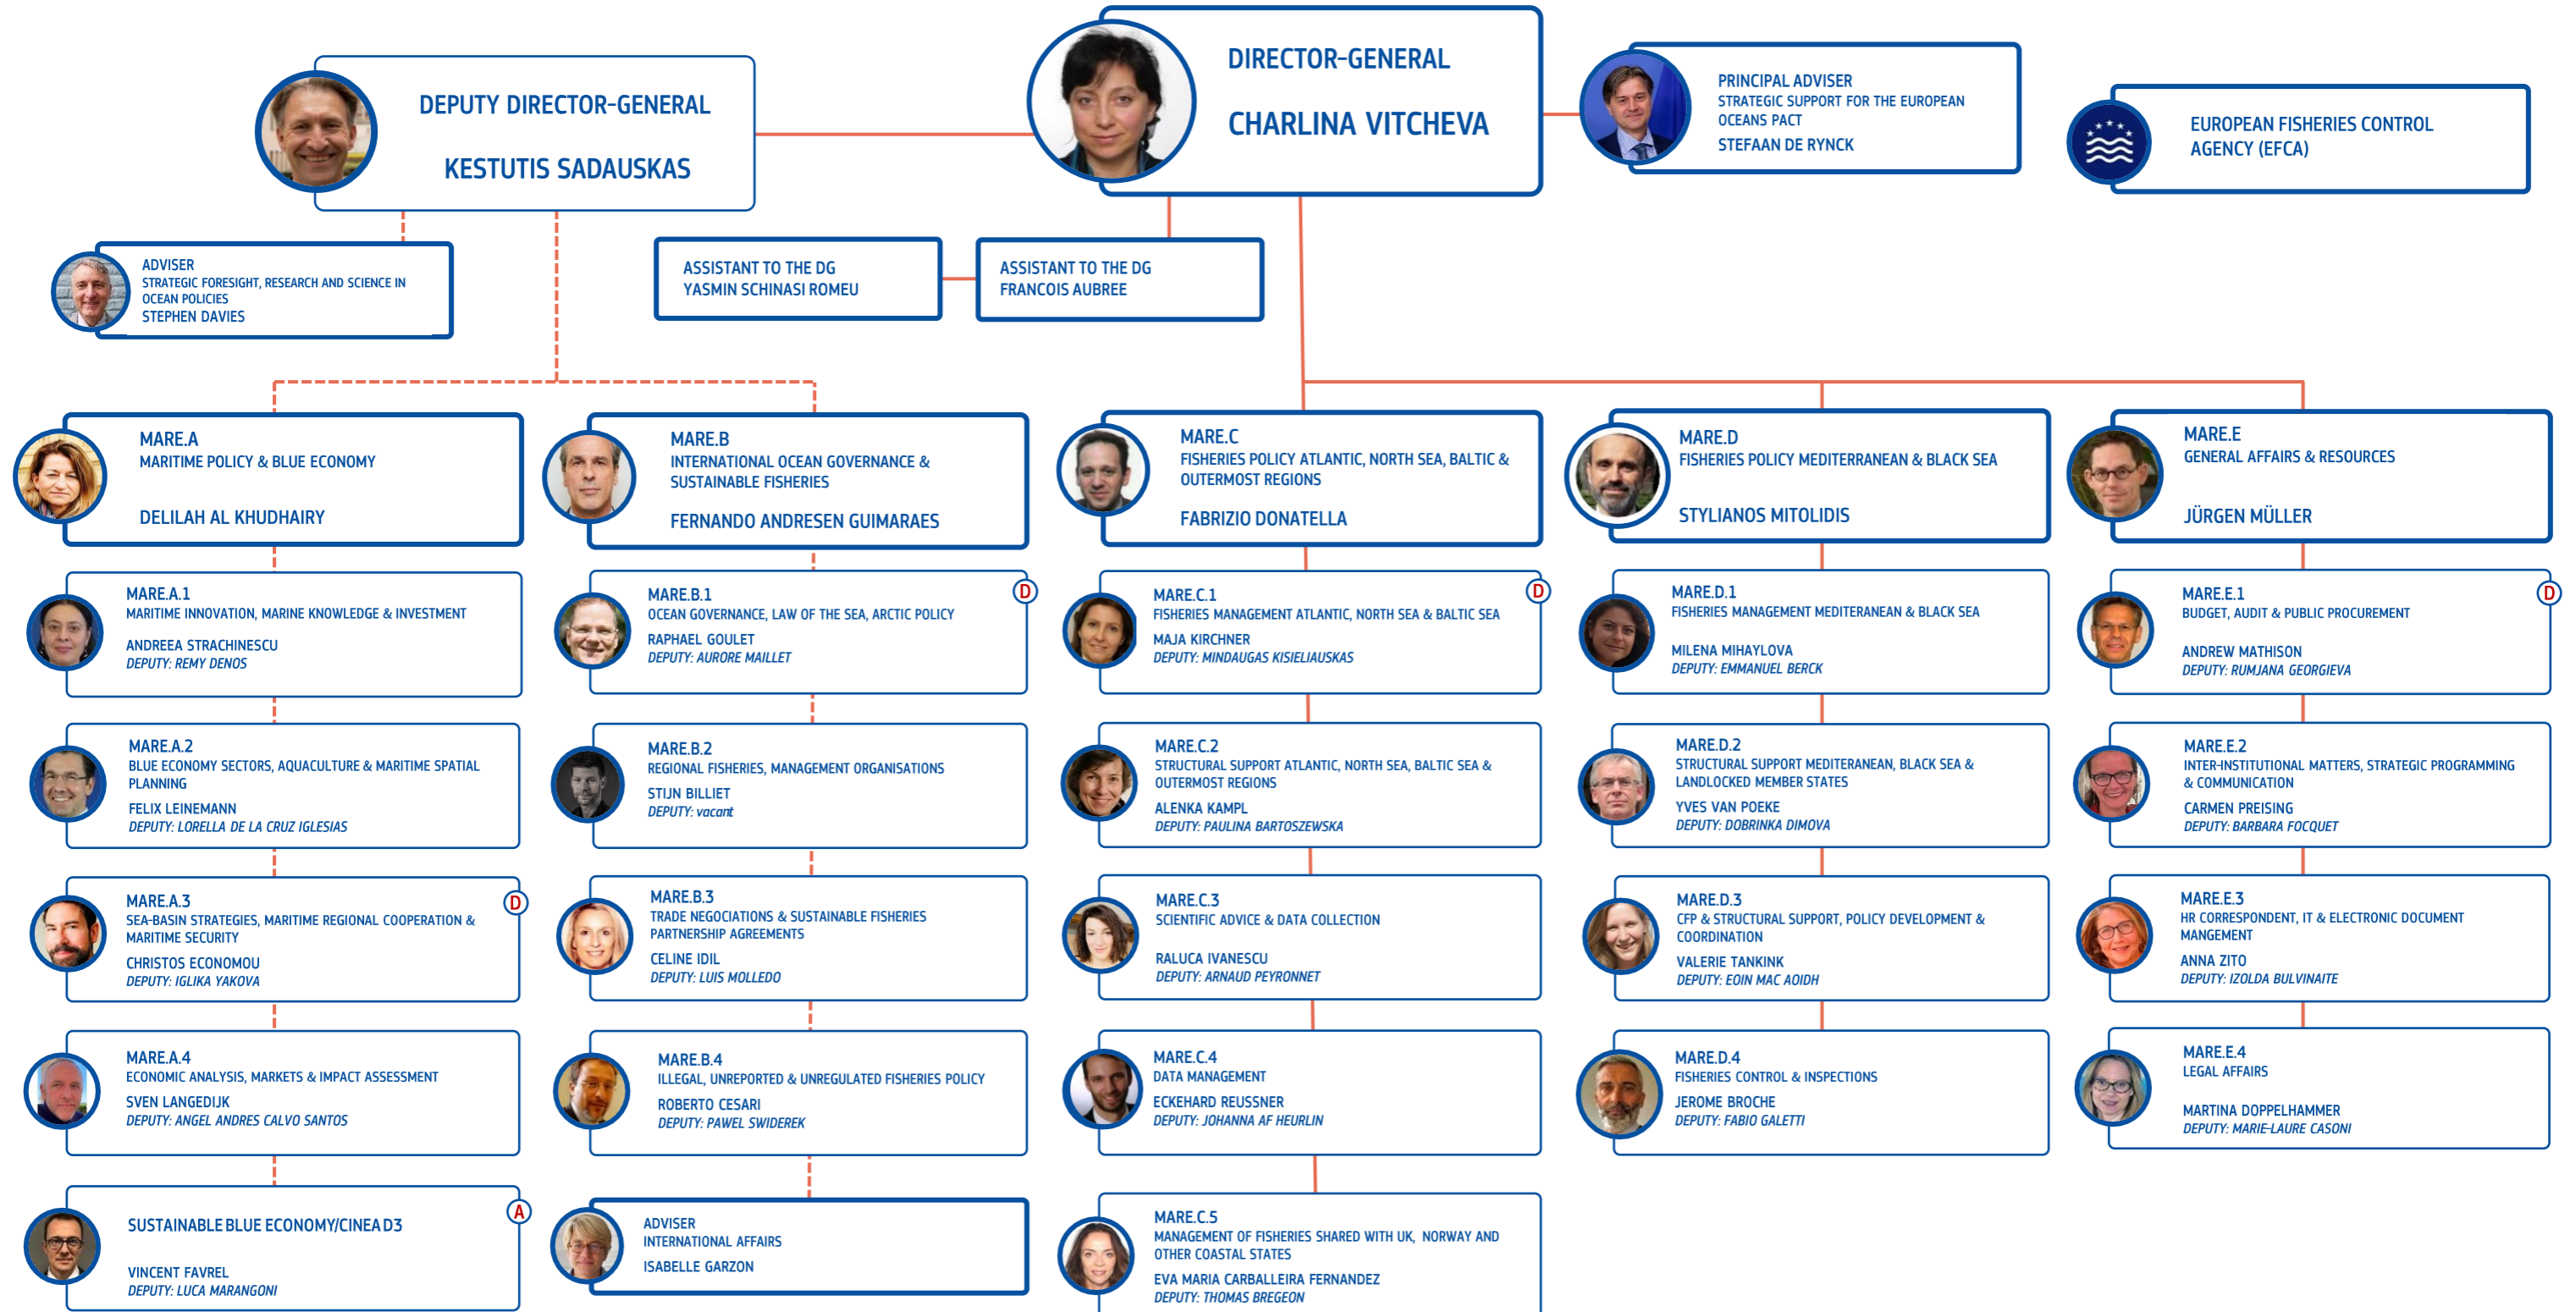 DIRECTOR-GENERAL
CHARLINA VITCHEVA
DEPUTY DIRECTOR-GENERAL
KESTUTIS SADAUSKAS
PRINCIPAL ADVISER
STRATEGIC SUPPORT FOR THE EUROPEAN
OCEANS PACT
STEFAAN DE RYNCK
EUROPEAN FISHERIES CONTROL
AGENCY (EFCA)
ADVISER
STRATEGIC FORESIGHT, RESEARCH AND SCIENCE IN
OCEAN POLICIES
STEPHEN DAVIES
ASSISTANT TO THE DG
YASMIN SCHINASI ROMEU
ASSISTANT TO THE DG
FRANCOIS AUBREE
MARE.A
MARITIME POLICY & BLUE ECONOMY
DELILAH AL KHUDHAIRY
MARE.A.1
MARITIME INNOVATION, MARINE KNOWLEDGE & INVESTMENT
ANDREEA STRACHINESCU
DEPUTY: REMY DENOS
MARE.A.2
BLUE ECONOMY SECTORS, AQUACULTURE & MARITIME SPATIAL
PLANNING
FELIX LEINEMANN
DEPUTY: LORELLA DE LA CRUZ IGLESIAS
MARE.A.3
D
SEA-BASIN STRATEGIES, MARITIME REGIONAL COOPERATION &
MARITIME SECURITY
CHRISTOS ECONOMOU
DEPUTY: IGLIKA YAKOVA
MARE.A.4
ECONOMIC ANALYSIS, MARKETS & IMPACT ASSESSMENT
SVEN LANGEDIJK
DEPUTY: ANGEL ANDRES CALVO SANTOS
A
SUSTAINABLE BLUE ECONOMY/CINEA D3
VINCENT FAVREL
DEPUTY: LUCA MARANGONI
MARE.B
INTERNATIONAL OCEAN GOVERNANCE &
SUSTAINABLE FISHERIES
FERNANDO ANDRESEN GUIMARAES
MARE.B.1
D
OCEAN GOVERNANCE, LAW OF THE SEA, ARCTIC POLICY
RAPHAEL GOULET
DEPUTY: AURORE MAILLET
MARE.B.2
REGIONAL FISHERIES, MANAGEMENT ORGANISATIONS
STIJN BILLIET
DEPUTY: vacant
MARE.B.3
TRADE NEGOCIATIONS & SUSTAINABLE FISHERIES
PARTNERSHIP AGREEMENTS
CELINE IDIL
DEPUTY: LUIS MOLLEDO
MARE.B.4
ILLEGAL, UNREPORTED & UNREGULATED FISHERIES POLICY
ROBERTO CESARI
DEPUTY: PAWEL SWIDEREK
ADVISER
INTERNATIONAL AFFAIRS
ISABELLE GARZON
MARE.C
FISHERIES POLICY ATLANTIC, NORTH SEA, BALTIC &
OUTERMOST REGIONS
FABRIZIO DONATELLA
MARE.C.1
D
FISHERIES MANAGEMENT ATLANTIC, NORTH SEA & BALTIC SEA
MAJA KIRCHNER
DEPUTY: MINDAUGAS KISIELIAUSKAS
MARE.C.2
STRUCTURAL SUPPORT ATLANTIC, NORTH SEA, BALTIC SEA &
OUTERMOST REGIONS
ALENKA KAMPL
DEPUTY: PAULINA BARTOSZEWSKA
MARE.C.3
SCIENTIFIC ADVICE & DATA COLLECTION
RALUCA IVANESCU
DEPUTY: ARNAUD PEYRONNET
MARE.C.4
DATA MANAGEMENT
ECKEHARD REUSSNER
DEPUTY: JOHANNA AF HEURLIN
MARE.C.5
MANAGEMENT OF FISHERIES SHARED WITH UK, NORWAY AND
OTHER COASTAL STATES
EVA MARIA CARBALLEIRA FERNANDEZ
DEPUTY: THOMAS BREGEON
MARE.D
FISHERIES POLICY MEDITERRANEAN & BLACK SEA
STYLIANOS MITOLIDIS
MARE.D.1
FISHERIES MANAGEMENT MEDITERANEAN & BLACK SEA
MILENA MIHAYLOVA
DEPUTY: EMMANUEL BERCK
MARE.D.2
STRUCTURAL SUPPORT MEDITERANEAN, BLACK SEA &
LANDLOCKED MEMBER STATES
YVES VAN POEKE
DEPUTY: DOBRINKA DIMOVA
MARE.D.3
CFP & STRUCTURAL SUPPORT, POLICY DEVELOPMENT &
COORDINATION
VALERIE TANKINK
DEPUTY: EOIN MAC AOIDH
MARE.D.4
FISHERIES CONTROL & INSPECTIONS
JEROME BROCHE
DEPUTY: FABIO GALETTI
MARE.E
GENERAL AFFAIRS & RESOURCES
JÜRGEN MÜLLER
MARE.E.1
D
BUDGET, AUDIT & PUBLIC PROCUREMENT
ANDREW MATHISON
DEPUTY: RUMJANA GEORGIEVA
MARE.E.2
INTER-INSTITUTIONAL MATTERS, STRATEGIC PROGRAMMING
& COMMUNICATION
CARMEN PREISING
DEPUTY: BARBARA FOCQUET
MARE.E.3
HR CORRESPONDENT, IT & ELECTRONIC DOCUMENT
MANGEMENT
ANNA ZITO
DEPUTY: IZOLDA BULVINAITE
MARE.E.4
LEGAL AFFAIRS
MARTINA DOPPELHAMMER
DEPUTY: MARIE-LAURE CASONI